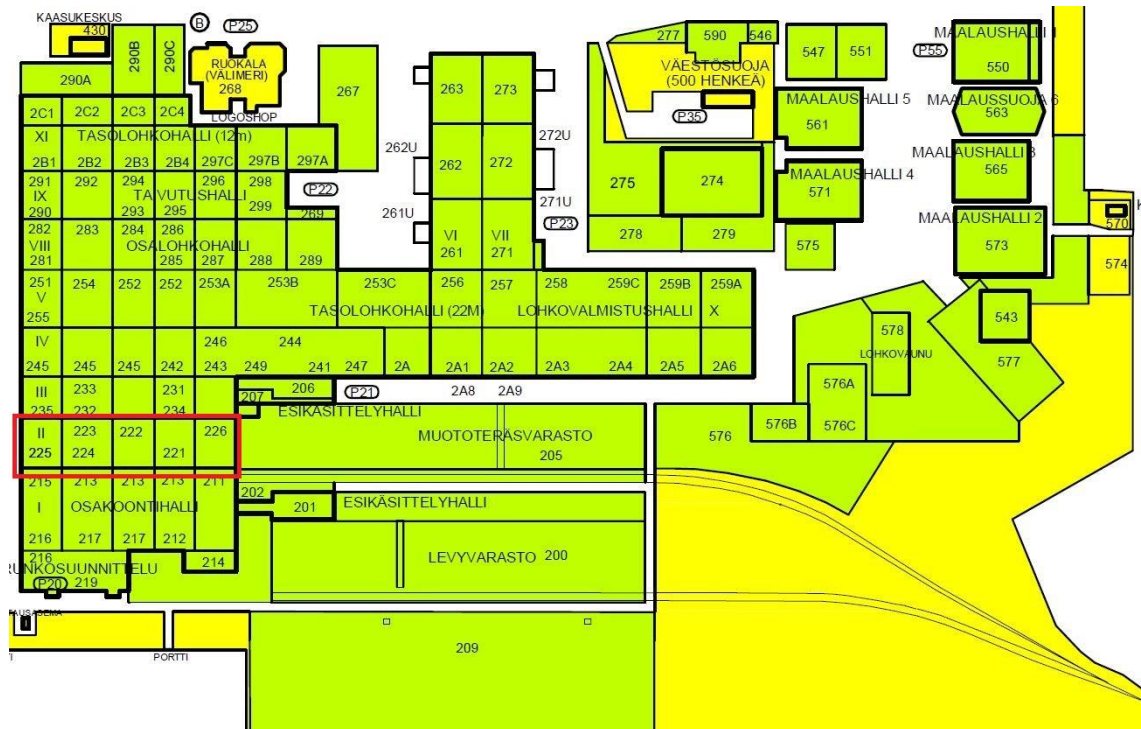 KAASUKESKUS
430
B
P25
290B
290C
RUOKALA
(VÄLIMERI)
268
LOGOSHOP
290A
267
263 273
277 590 546
VÄESTÖSUOJA
(500 HENKEÄ)
P35
547 551
P55
MAALAUSHALLI 1
550
MAALAUSHALLI 5
561
MAALAUSSUOJA 6
563
2C1 2C2 2C3 2C4
XI TASOLOHKOHALLI (12m)
2B1 2B2 2B3 2B4 297C 297B 297A
262U 262 272 272U
275 274
MAALAUSHALLI 4
571
MAALAUSHALLI 3
565
291 292 294 296 298
IX TAIVUTUSHALLI
P22
290 293 295 299 269
261U 271U
P23
MAALAUSHALLI 2
573
570
K
282 283 284 286
VIII OSALOHKOHALLI
281 285 287 288 289
VI VII
261 271
278 279 575
574
251 254 252 252 253A 253B 253C 256 257 258 259C 259B 259A
V TASOLOHKOHALLI (22M) LOHKOVALMISTUSHALLI X
255
543
578
LOHKOVAUNU
577
IV 246 244
245 245 245 242 243 249 241 247 2A 2A1 2A2 2A3 2A4 2A5 2A6
576A
III 233 231
207 206
P21
2A8 2A9
235 232 234
ESIKÄSITTELYHALLI
576 576B 576C
II 223 222 226
225 224 221
MUOTOTERÄSVARASTO
205
215 213 213 213 211
202
I OSAKOONTIHALLI
201
ESIKÄSITTELYHALLI
216 217 217 212
216 214
RUNKOSUUNNITTELU
P20
219
LEVYVARASTO 200
TAUSASEMA
I
TI
PORTTI
209